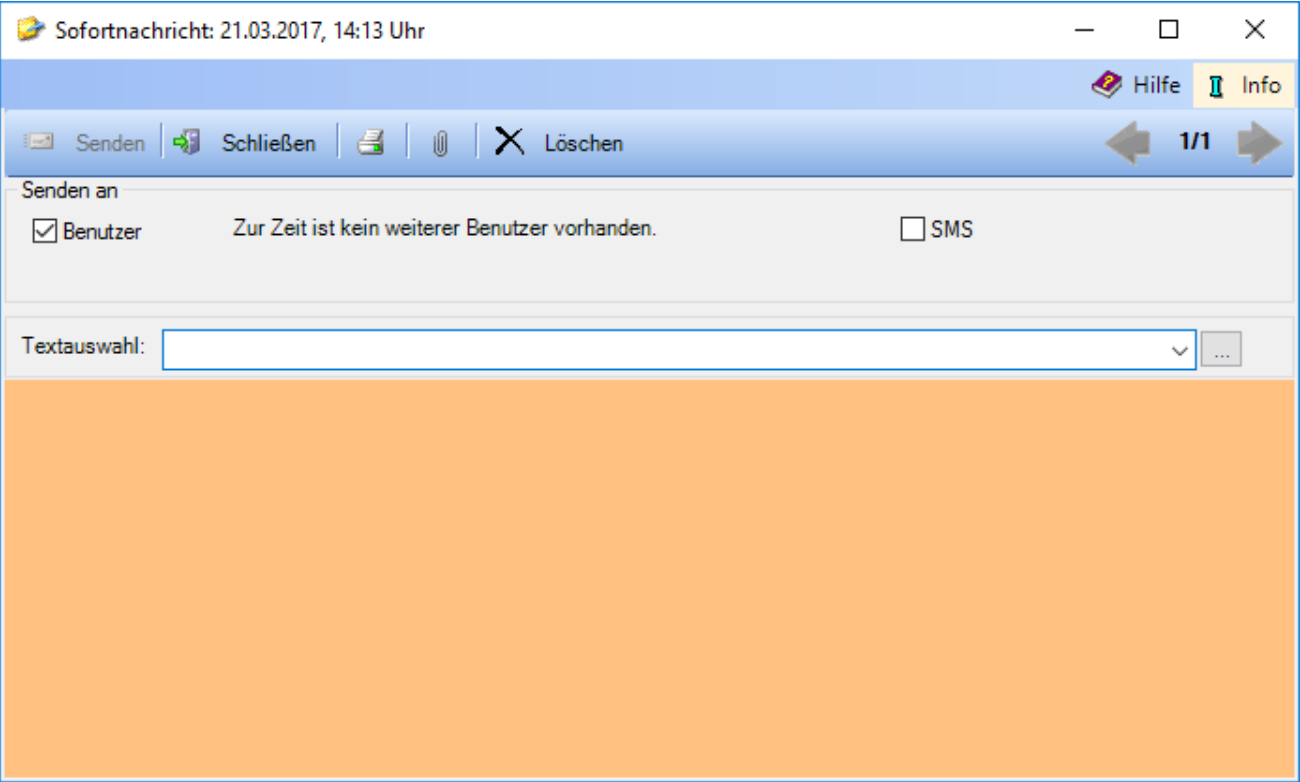 Sofortnachricht: 21.03.2017, 14:13 Uhr
Hilfe Info
Senden Schließen Löschen 1/1
Senden an
Benutzer Zur Zeit ist kein weiterer Benutzer vorhanden. SMS
Textauswahl: ...